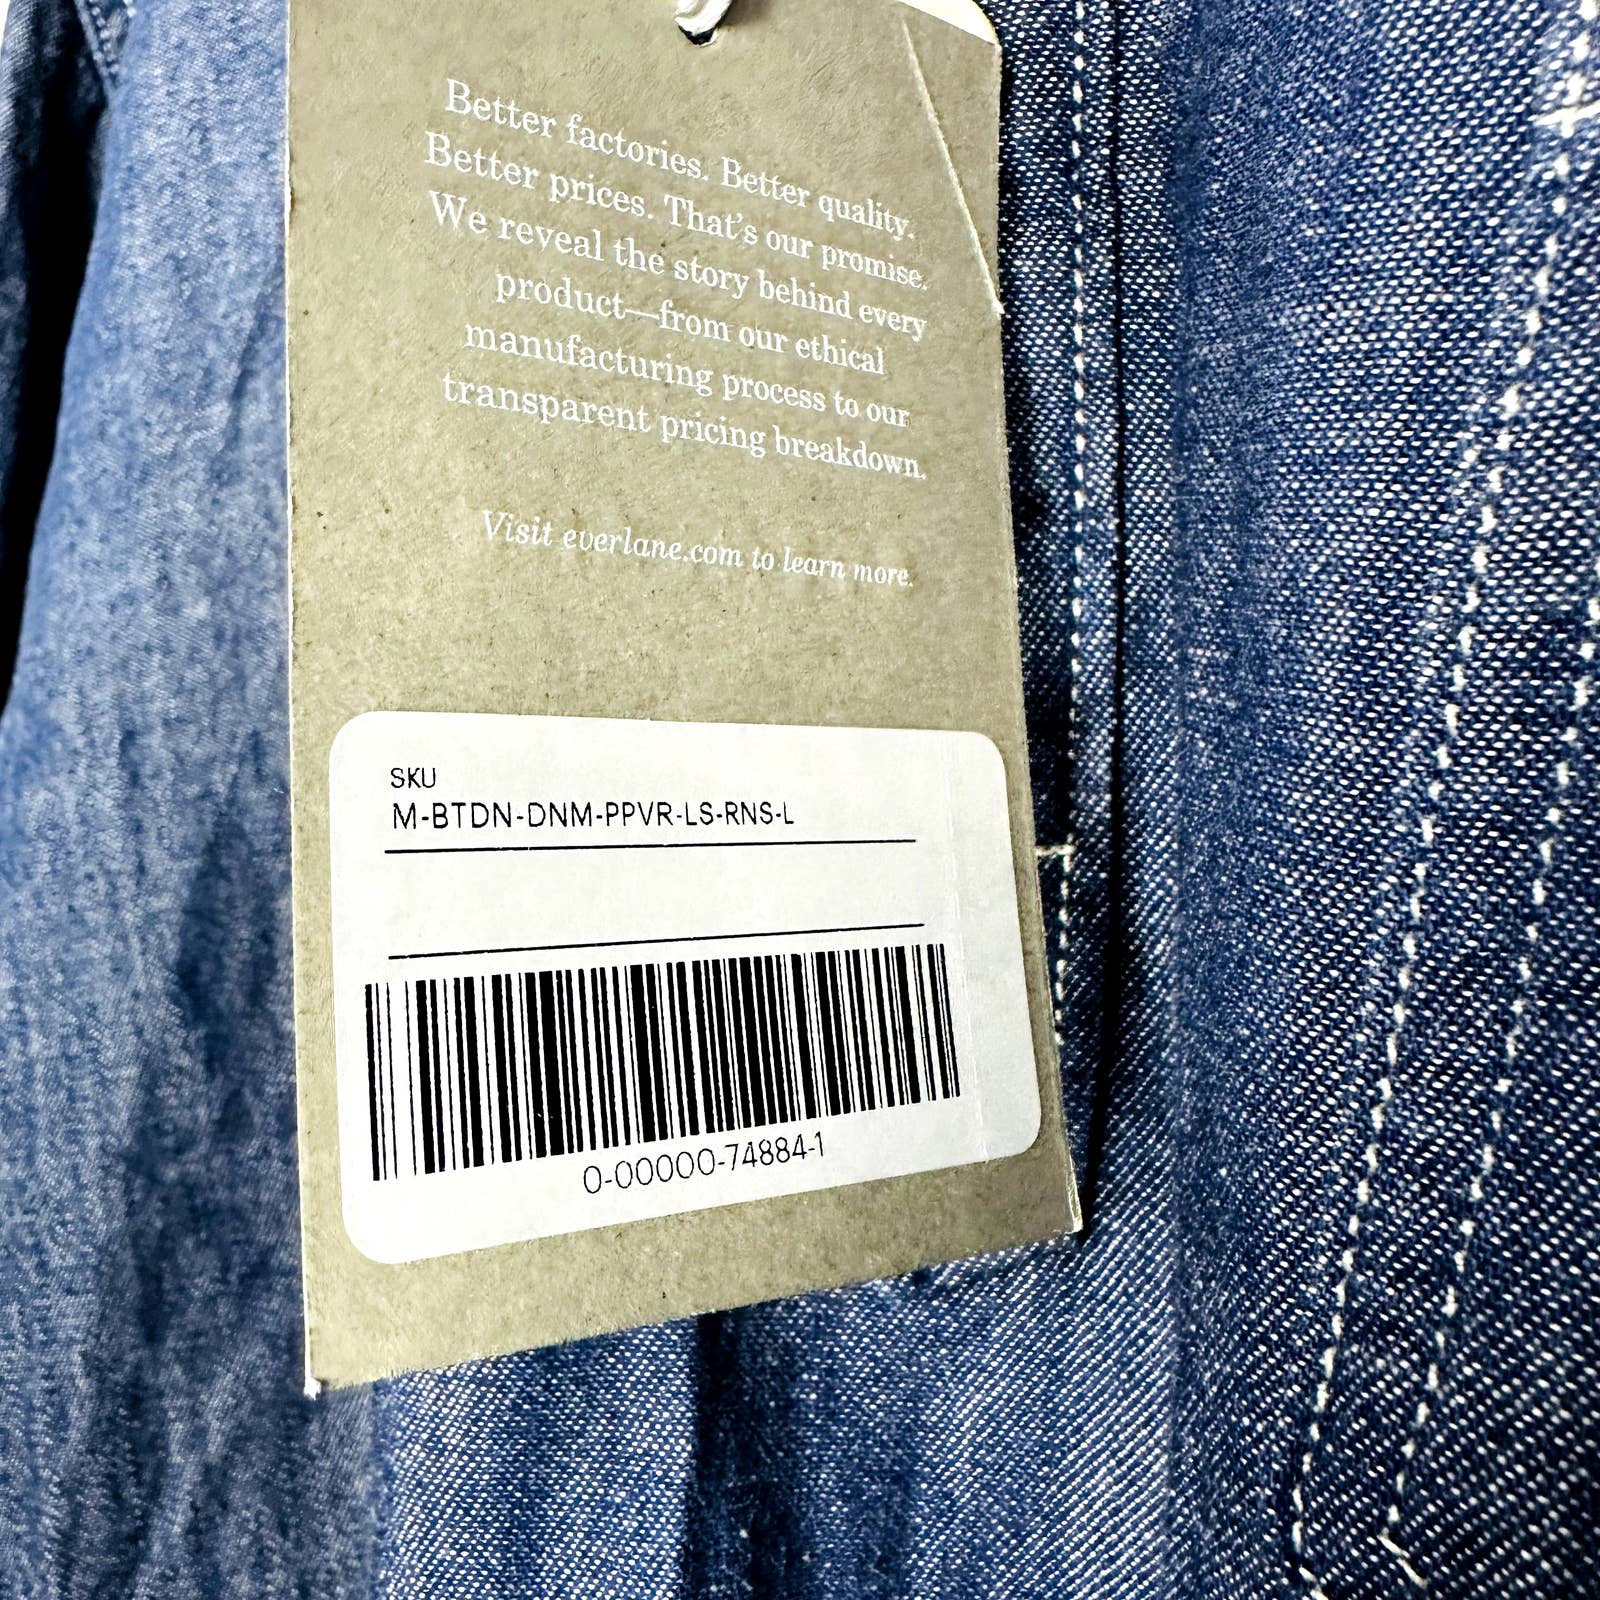 Better factories. Better quality.
Better prices. That's our promise.
We reveal the story behind every
product—from our ethical
manufacturing process to our
transparent pricing breakdown.
Visit everlane.com to learn more.
SKU
M-BTDN-DNM-PPVR-LS-RNS-L
0-00000-74884-1